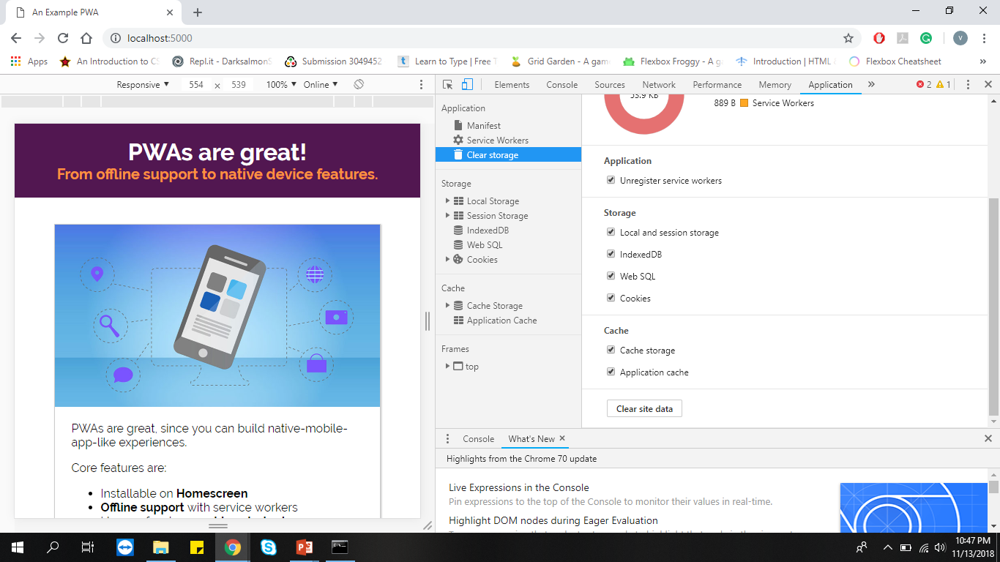 An Example PWA
localhost:5000
V
Apps
An Introduction to CS
Repl.it - DarksalmonS
Submission 3049452
Learn to Type | Free T
Grid Garden - A gam
Flexbox Froggy - A g
Introduction | HTML
Flexbox Cheatsheet
»
Responsive 554 x 539 100% Online
Elements Console Sources Network Performance Memory Application » 2 1
PWAs are great!
From offline support to native device features.
PWAs are great, since you can build native-mobile-
app-like experiences.
Core features are:
• Installable on Homescreen
• Offline support with service workers
Application
Manifest
Service Workers
Clear storage
Storage
Local Storage
Session Storage
IndexedDB
Web SQL
Cookies
Cache
Cache Storage
Application Cache
Frames
top
53.9 KB
889 B Service Workers
Application
Unregister service workers
Storage
Local and session storage
IndexedDB
Web SQL
Cookies
Cache
Cache storage
Application cache
Clear site data
Console What's New
Highlights from the Chrome 70 update
Live Expressions in the Console
Pin expressions to the top of the Console to monitor their values in real-time.
Highlight DOM nodes during Eager Evaluation
10:47 PM
11/13/2018